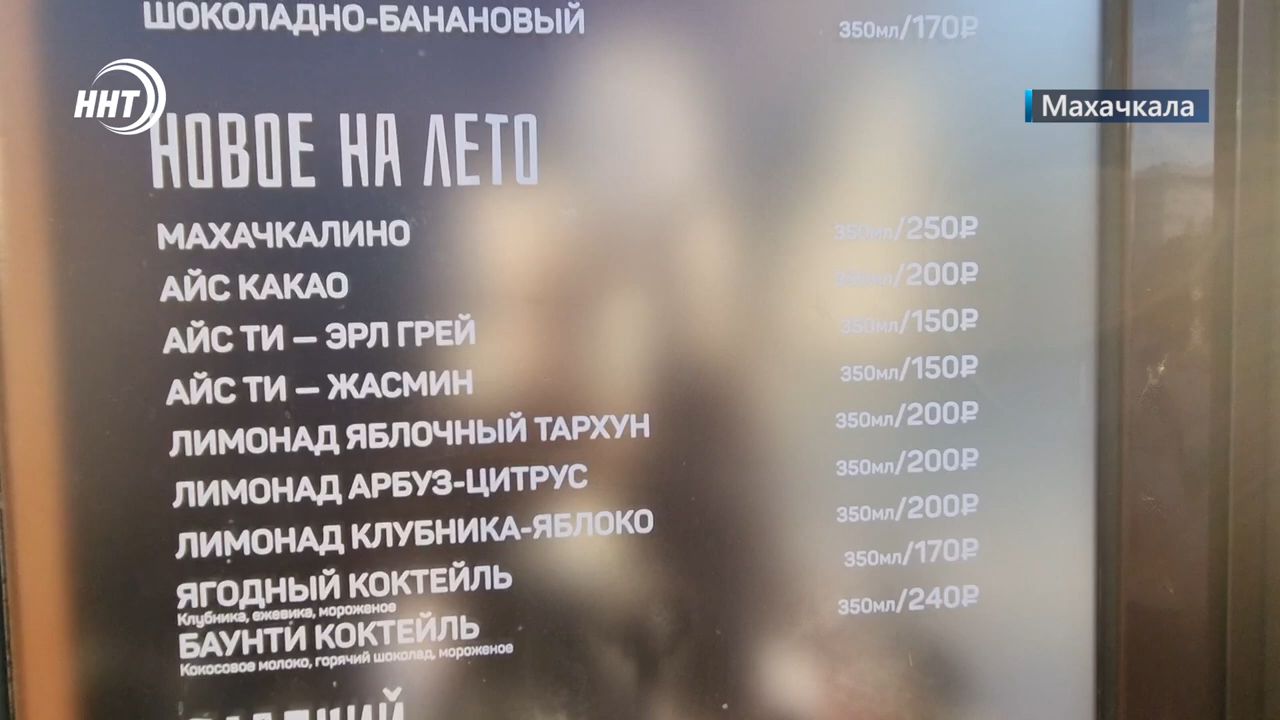 ШОКОЛАДНО-БАНАНОВЫЙ 350мл/170₽
ННТ
Махачкала
НОВОЕ НА ЛЕТО
МАХАЧКАЛИНО 350мл/250₽
АЙС КАКАО 350мл/200₽
АЙС ТИ — ЭРЛ ГРЕЙ 350мл/150₽
АЙС ТИ — ЖАСМИН 350мл/150₽
ЛИМОНАД ЯБЛОЧНЫЙ ТАРХУН 350мл/200₽
ЛИМОНАД АРБУЗ-ЦИТРУС 350мл/200₽
ЛИМОНАД КЛУБНИКА-ЯБЛОКО 350мл/200₽
ЯГОДНЫЙ КОКТЕЙЛЬ 350мл/170₽
Клубника, ежевика, мороженое
БАУНТИ КОКТЕЙЛЬ 350мл/240₽
Кокосовое молоко, горячий шоколад, мороженое